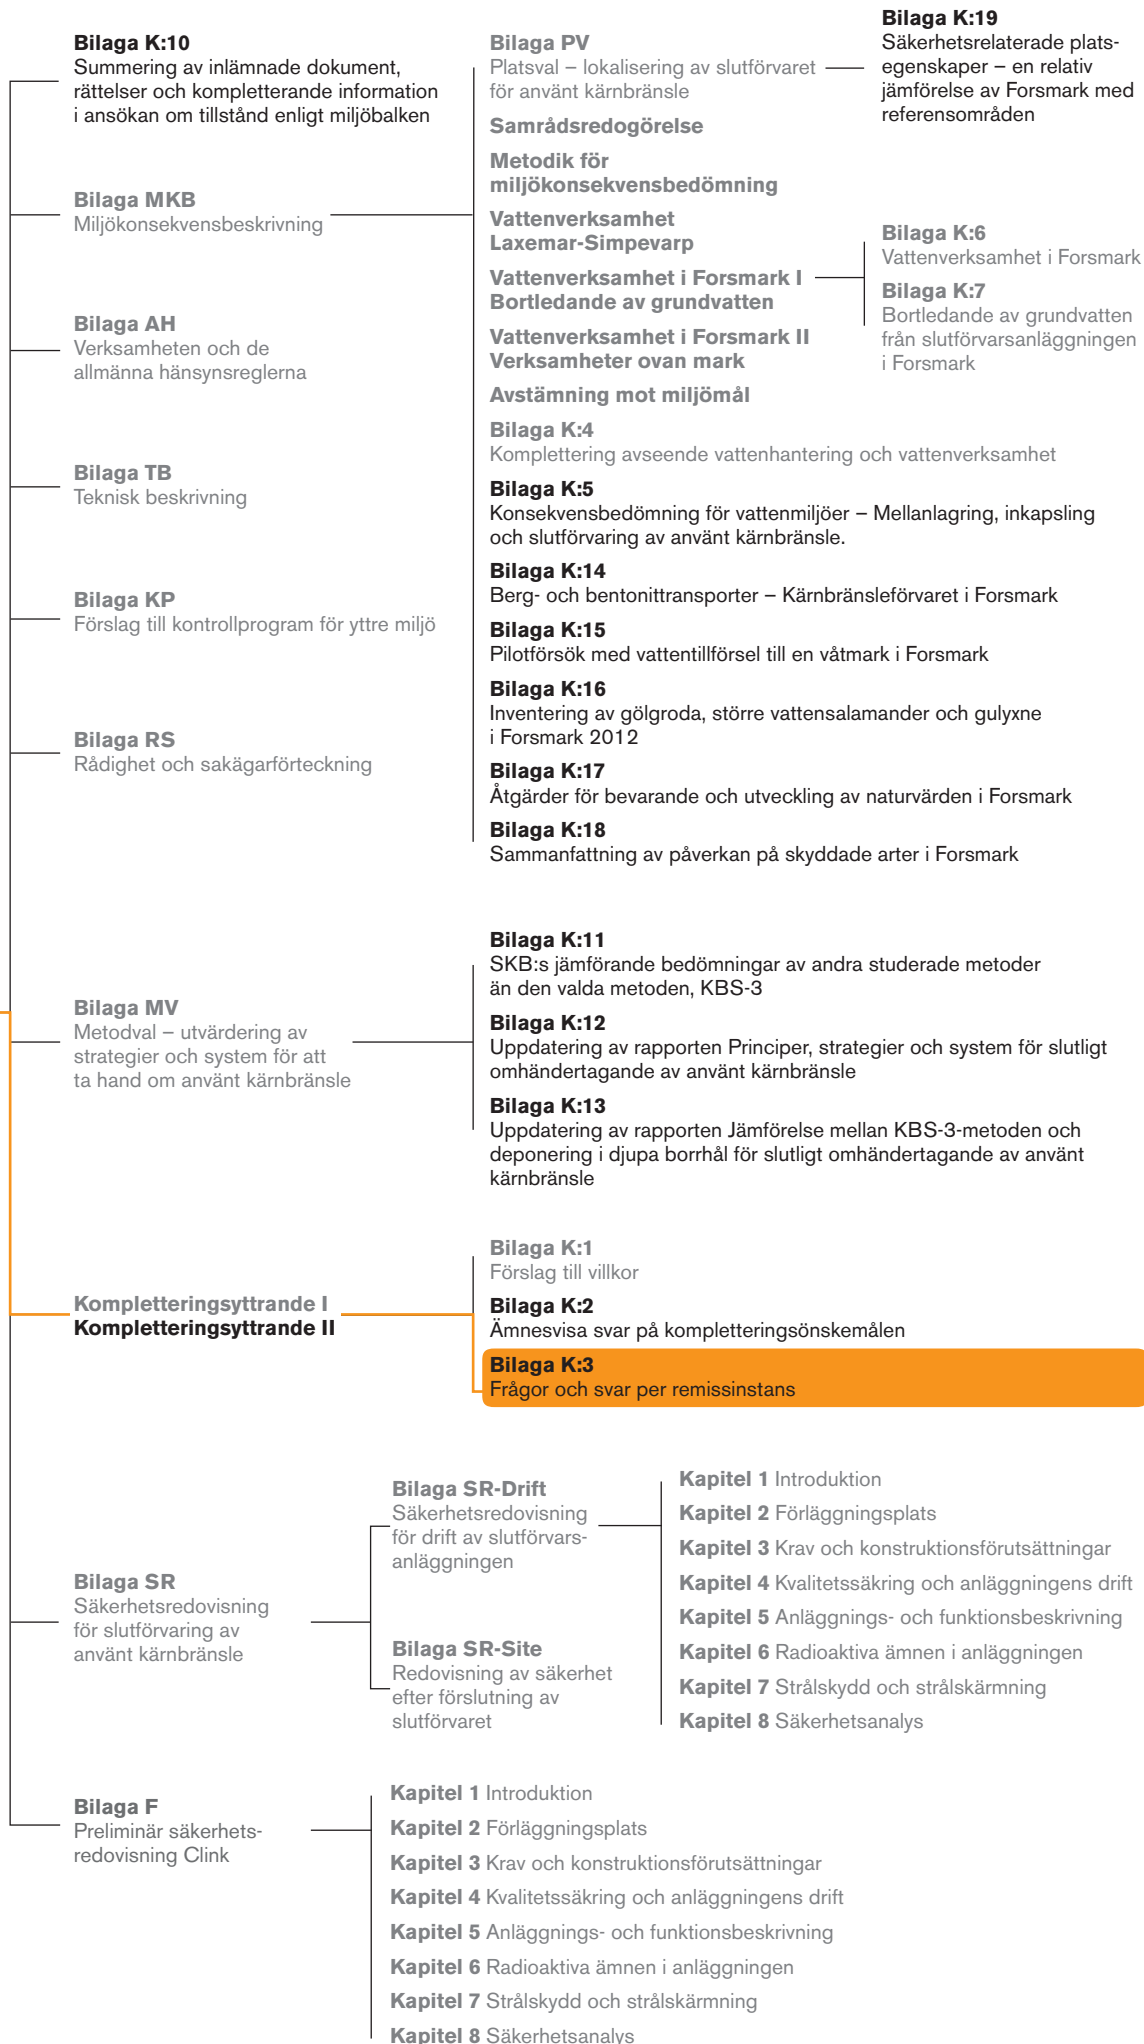 Bilaga K:10
Summering av inlämnade dokument,
rättelser och kompletterande information
i ansökan om tillstånd enligt miljöbalken
Bilaga MKB
Miljökonsekvensbeskrivning
Bilaga AH
Verksamheten och de
allmänna hänsynsreglerna
Bilaga TB
Teknisk beskrivning
Bilaga KP
Förslag till kontrollprogram för yttre miljö
Bilaga RS
Rådighet och sakägarförteckning
Bilaga PV
Platsval – lokalisering av slutförvaret
för använt kärnbränsle
Samrådsredogörelse
Metodik för
miljökonsekvensbedömning
Vattenverksamhet
Laxemar-Simpevarp
Vattenverksamhet i Forsmark I
Bortledande av grundvatten
Vattenverksamhet i Forsmark II
Verksamheter ovan mark
Avstämning mot miljömål
Bilaga K:4
Komplettering avseende vattenhantering och vattenverksamhet
Bilaga K:5
Konsekvensbedömning för vattenmiljöer – Mellanlagring, inkapsling
och slutförvaring av använt kärnbränsle.
Bilaga K:14
Berg- och bentonittransporter – Kärnbränsleförvaret i Forsmark
Bilaga K:15
Pilotförsök med vattentillförsel till en våtmark i Forsmark
Bilaga K:16
Inventering av gölgroda, större vattensalamander och gulyxne
i Forsmark 2012
Bilaga K:17
Åtgärder för bevarande och utveckling av naturvärden i Forsmark
Bilaga K:18
Sammanfattning av påverkan på skyddade arter i Forsmark
Bilaga K:19
Säkerhetsrelaterade plats-
egenskaper – en relativ
jämförelse av Forsmark med
referensområden
Bilaga K:6
Vattenverksamhet i Forsmark
Bilaga K:7
Bortledande av grundvatten
från slutförvarsanläggningen
i Forsmark
Bilaga MV
Metodval – utvärdering av
strategier och system för att
ta hand om använt kärnbränsle
Bilaga K:11
SKB:s jämförande bedömningar av andra studerade metoder
än den valda metoden, KBS-3
Bilaga K:12
Uppdatering av rapporten Principer, strategier och system för slutligt
omhändertagande av använt kärnbränsle
Bilaga K:13
Uppdatering av rapporten Jämförelse mellan KBS-3-metoden och
deponering i djupa borrhål för slutligt omhändertagande av använt
kärnbränsle
Kompletteringsyttrande I
Kompletteringsyttrande II
Bilaga K:1
Förslag till villkor
Bilaga K:2
Ämnesvisa svar på kompletteringsönskemålen
Bilaga K:3
Frågor och svar per remissinstans
Bilaga SR
Säkerhetsredovisning
för slutförvaring av
använt kärnbränsle
Bilaga SR-Drift
Säkerhetsredovisning
för drift av slutförvars-
anläggningen
Bilaga SR-Site
Redovisning av säkerhet
efter förslutning av
slutförvaret
Kapitel 1 Introduktion
Kapitel 2 Förläggningsplats
Kapitel 3 Krav och konstruktionsförutsättningar
Kapitel 4 Kvalitetssäkring och anläggningens drift
Kapitel 5 Anläggnings- och funktionsbeskrivning
Kapitel 6 Radioaktiva ämnen i anläggningen
Kapitel 7 Strålskydd och strålskärmning
Kapitel 8 Säkerhetsanalys
Bilaga F
Preliminär säkerhets-
redovisning Clink
Kapitel 1 Introduktion
Kapitel 2 Förläggningsplats
Kapitel 3 Krav och konstruktionsförutsättningar
Kapitel 4 Kvalitetssäkring och anläggningens drift
Kapitel 5 Anläggnings- och funktionsbeskrivning
Kapitel 6 Radioaktiva ämnen i anläggningen
Kapitel 7 Strålskydd och strålskärmning
Kapitel 8 Säkerhetsanalys